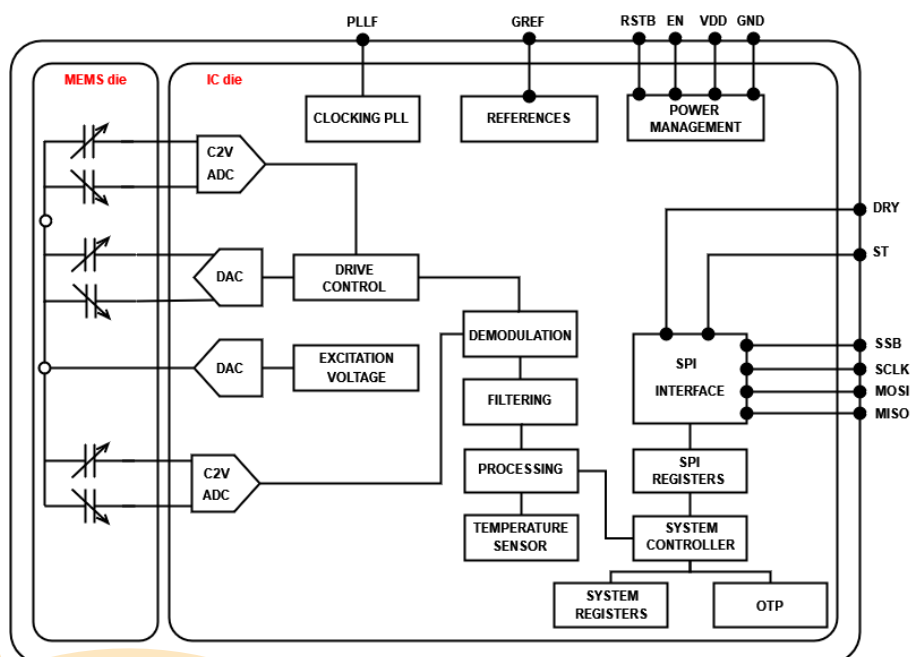 PLLF
GREF
RSTB EN VDD GND
MEMS die
IC die
CLOCKING PLL
REFERENCES
POWER
MANAGEMENT
C2V
ADC
DRY
ST
DAC
DRIVE
CONTROL
DEMODULATION
SPI
INTERFACE
SSB
SCLK
MOSI
MISO
DAC
EXCITATION
VOLTAGE
FILTERING
C2V
ADC
PROCESSING
SPI
REGISTERS
TEMPERATURE
SENSOR
SYSTEM
CONTROLLER
SYSTEM
REGISTERS
OTP